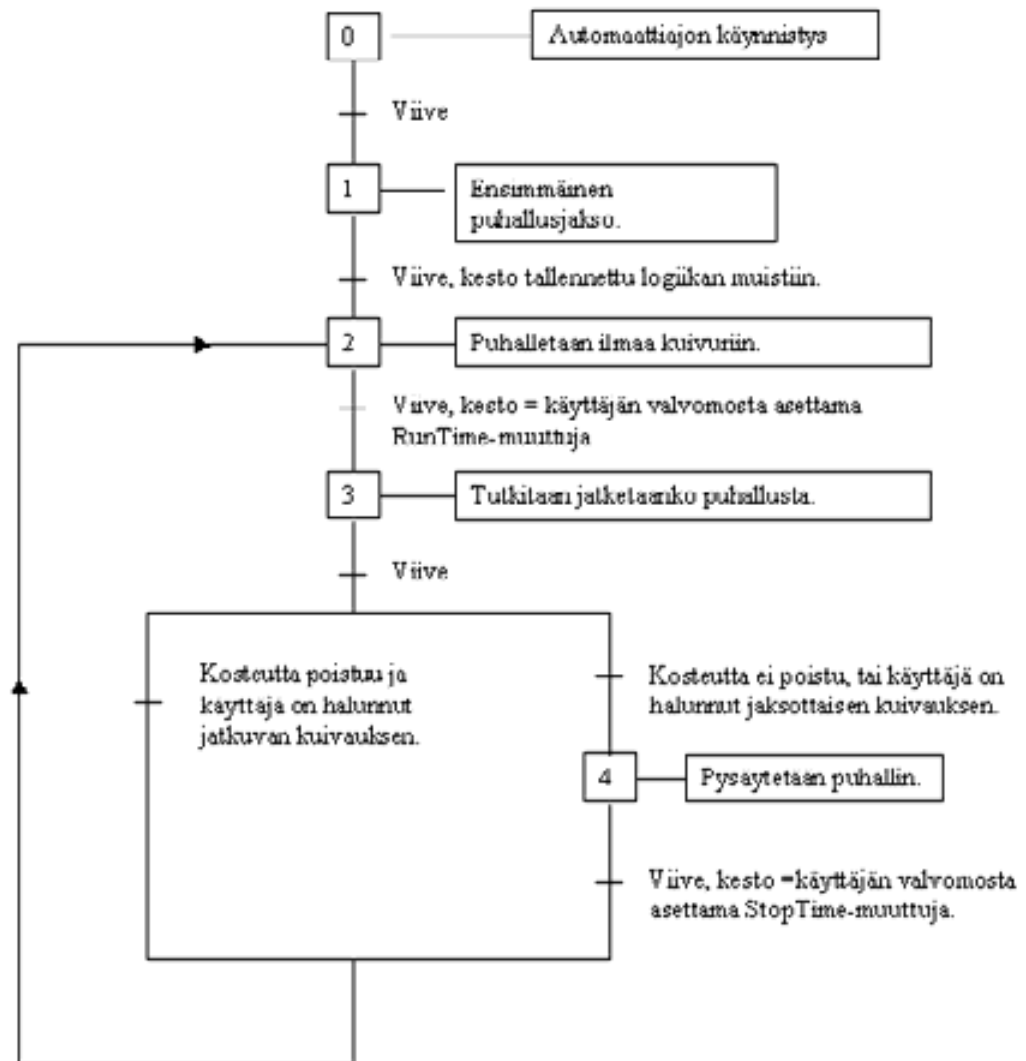 0
Automaattiajon käynnistys
Viive
1
Ensimmäinen
puhallusjakso.
Viive, kesto tallennettu logiikan muistiin.
2
Puhalletaan ilmaa kuivuriin.
Viive, kesto = käyttäjän valvomosta asettama
RunTime-muuttuja
3
Tutkitaan jatketaanko puhallusta.
Viive
Kosteutta poistuu ja
käyttäjä on halunnut
jatkuvan kuivauksen.
Kosteutta ei poistu, tai käyttäjä on
halunnut jaksottaisen kuivauksen.
4
Pysäytetään puhallin.
Viive, kesto =käyttäjän valvomosta
asettama StopTime-muuttuja.